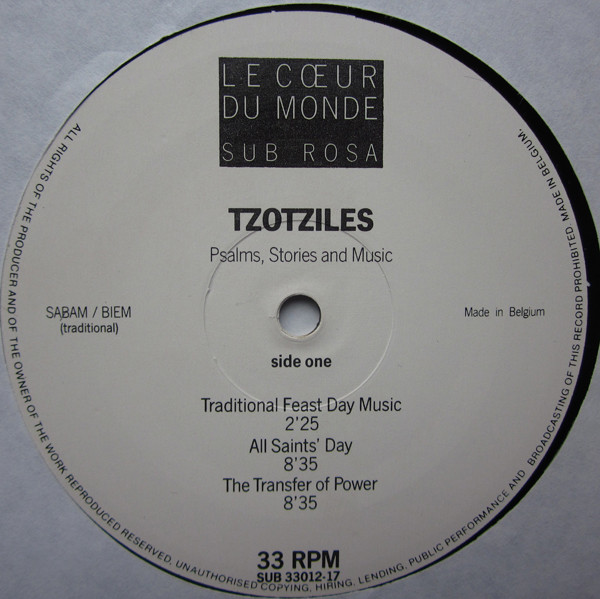 LE CŒUR
DU MONDE
SUB ROSA
TZOTZILES
Psalms, Stories and Music
SABAM / BIEM
(traditional)
Made in Belgium
side one
Traditional Feast Day Music
2'25
All Saints' Day
8'35
The Transfer of Power
8'35
33 RPM
SUB 33012-17
ALL RIGHTS OF THE PRODUCER AND OF THE OWNER OF THE WORK REPRODUCED RESERVED, UNAUTHORISED COPYING, HIRING, LENDING, PUBLIC PERFORMANCE AND BROADCASTING OF THIS RECORD PROHIBITED MADE IN BELGIUM.